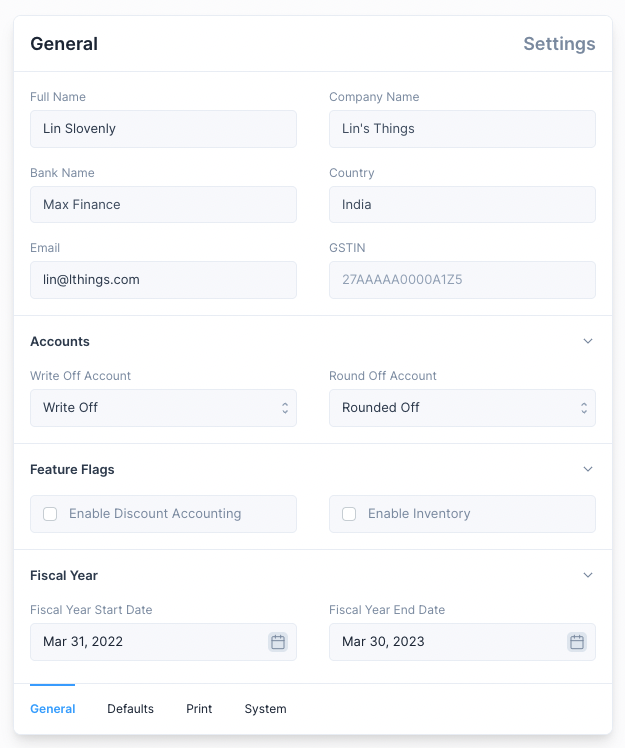 General
Settings
Full Name
Company Name
Lin Slovenly
Lin's Things
Bank Name
Country
Max Finance
India
Email
GSTIN
lin@lthings.com
27AAAAA0000A1Z5
Accounts
Write Off Account
Round Off Account
Write Off
Rounded Off
Feature Flags
Enable Discount Accounting
Enable Inventory
Fiscal Year
Fiscal Year Start Date
Fiscal Year End Date
Mar 31, 2022
Mar 30, 2023
General
Defaults
Print
System